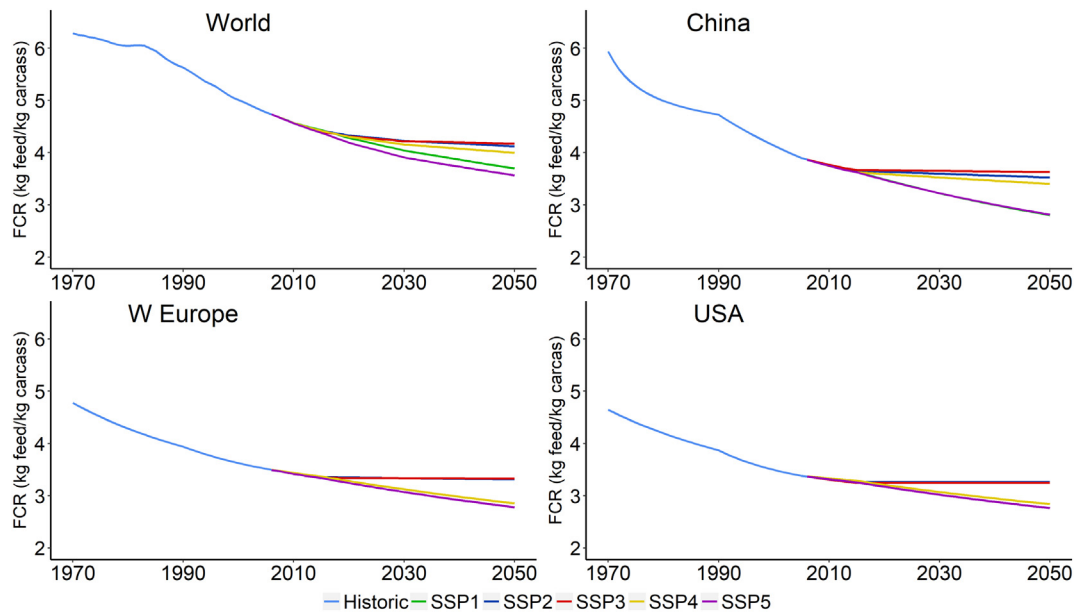 World
China
FCR (kg feed/kg carcass)
6
5
4
3
2
1970 1990 2010 2030 2050
FCR (kg feed/kg carcass)
6
5
4
3
2
1970 1990 2010 2030 2050
W Europe
USA
FCR (kg feed/kg carcass)
6
5
4
3
2
1970 1990 2010 2030 2050
FCR (kg feed/kg carcas)
6
5
4
3
2
1970 1990 2010 2030 2050
Historic SSP1 SSP2 SSP3 SSP4 SSP5